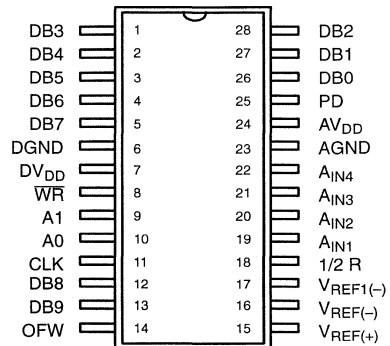 DB3 1 28 DB2
DB4 2 27 DB1
DB5 3 26 DB0
DB6 4 25 PD
DB7 5 24 AVDD
DGND 6 23 AGND
DVDD 7 22 AIN4
WR 8 21 AIN3
A1 9 20 AIN2
A0 10 19 AIN1
CLK 11 18 1/2 R
DB8 12 17 VREF1(–)
DB9 13 16 VREF(–)
OFW 14 15 VREF(+)